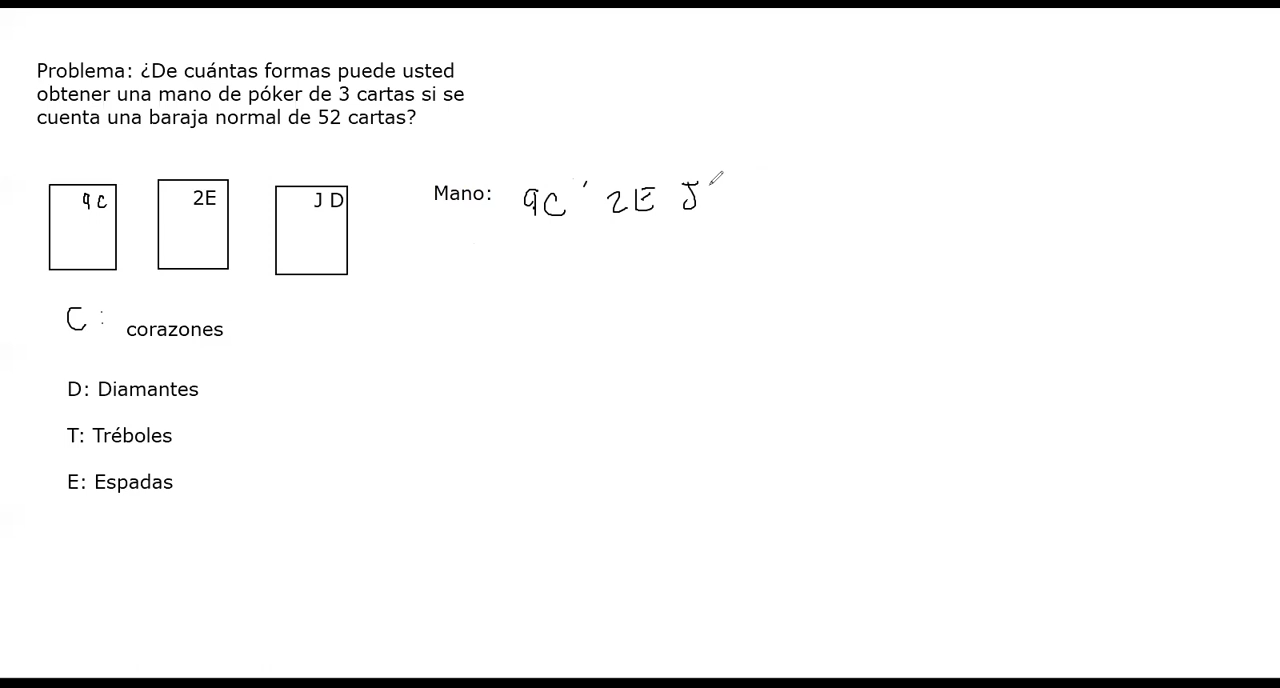 Problema: ¿De cuántas formas puede usted
obtener una mano de póker de 3 cartas si se
cuenta una baraja normal de 52 cartas?
9 C
2E
J D
Mano: 9C ' 2E J
C : corazones
D: Diamantes
T: Tréboles
E: Espadas